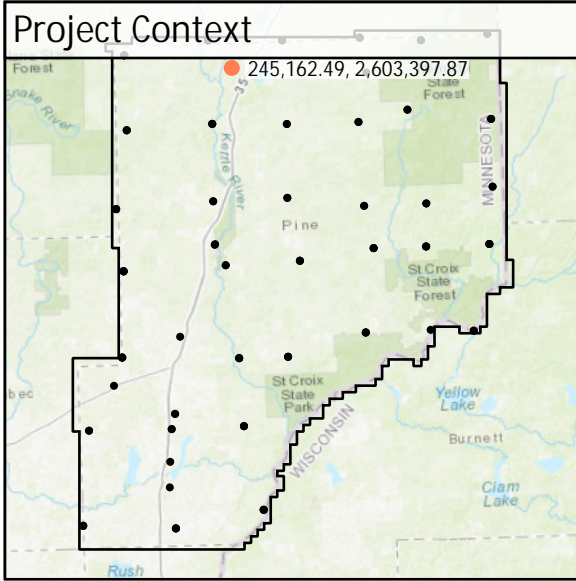 Project Context
Forest
245,162.49, 2,603,397.87
State
Forest
Snake River
35
Kettle River
MINNESOTA
Pine
St Croix
State
Forest
St Croix
State
Park
bec
WISCONSIN
Yellow
Lake
Burnett
Clam
Lake
Rush